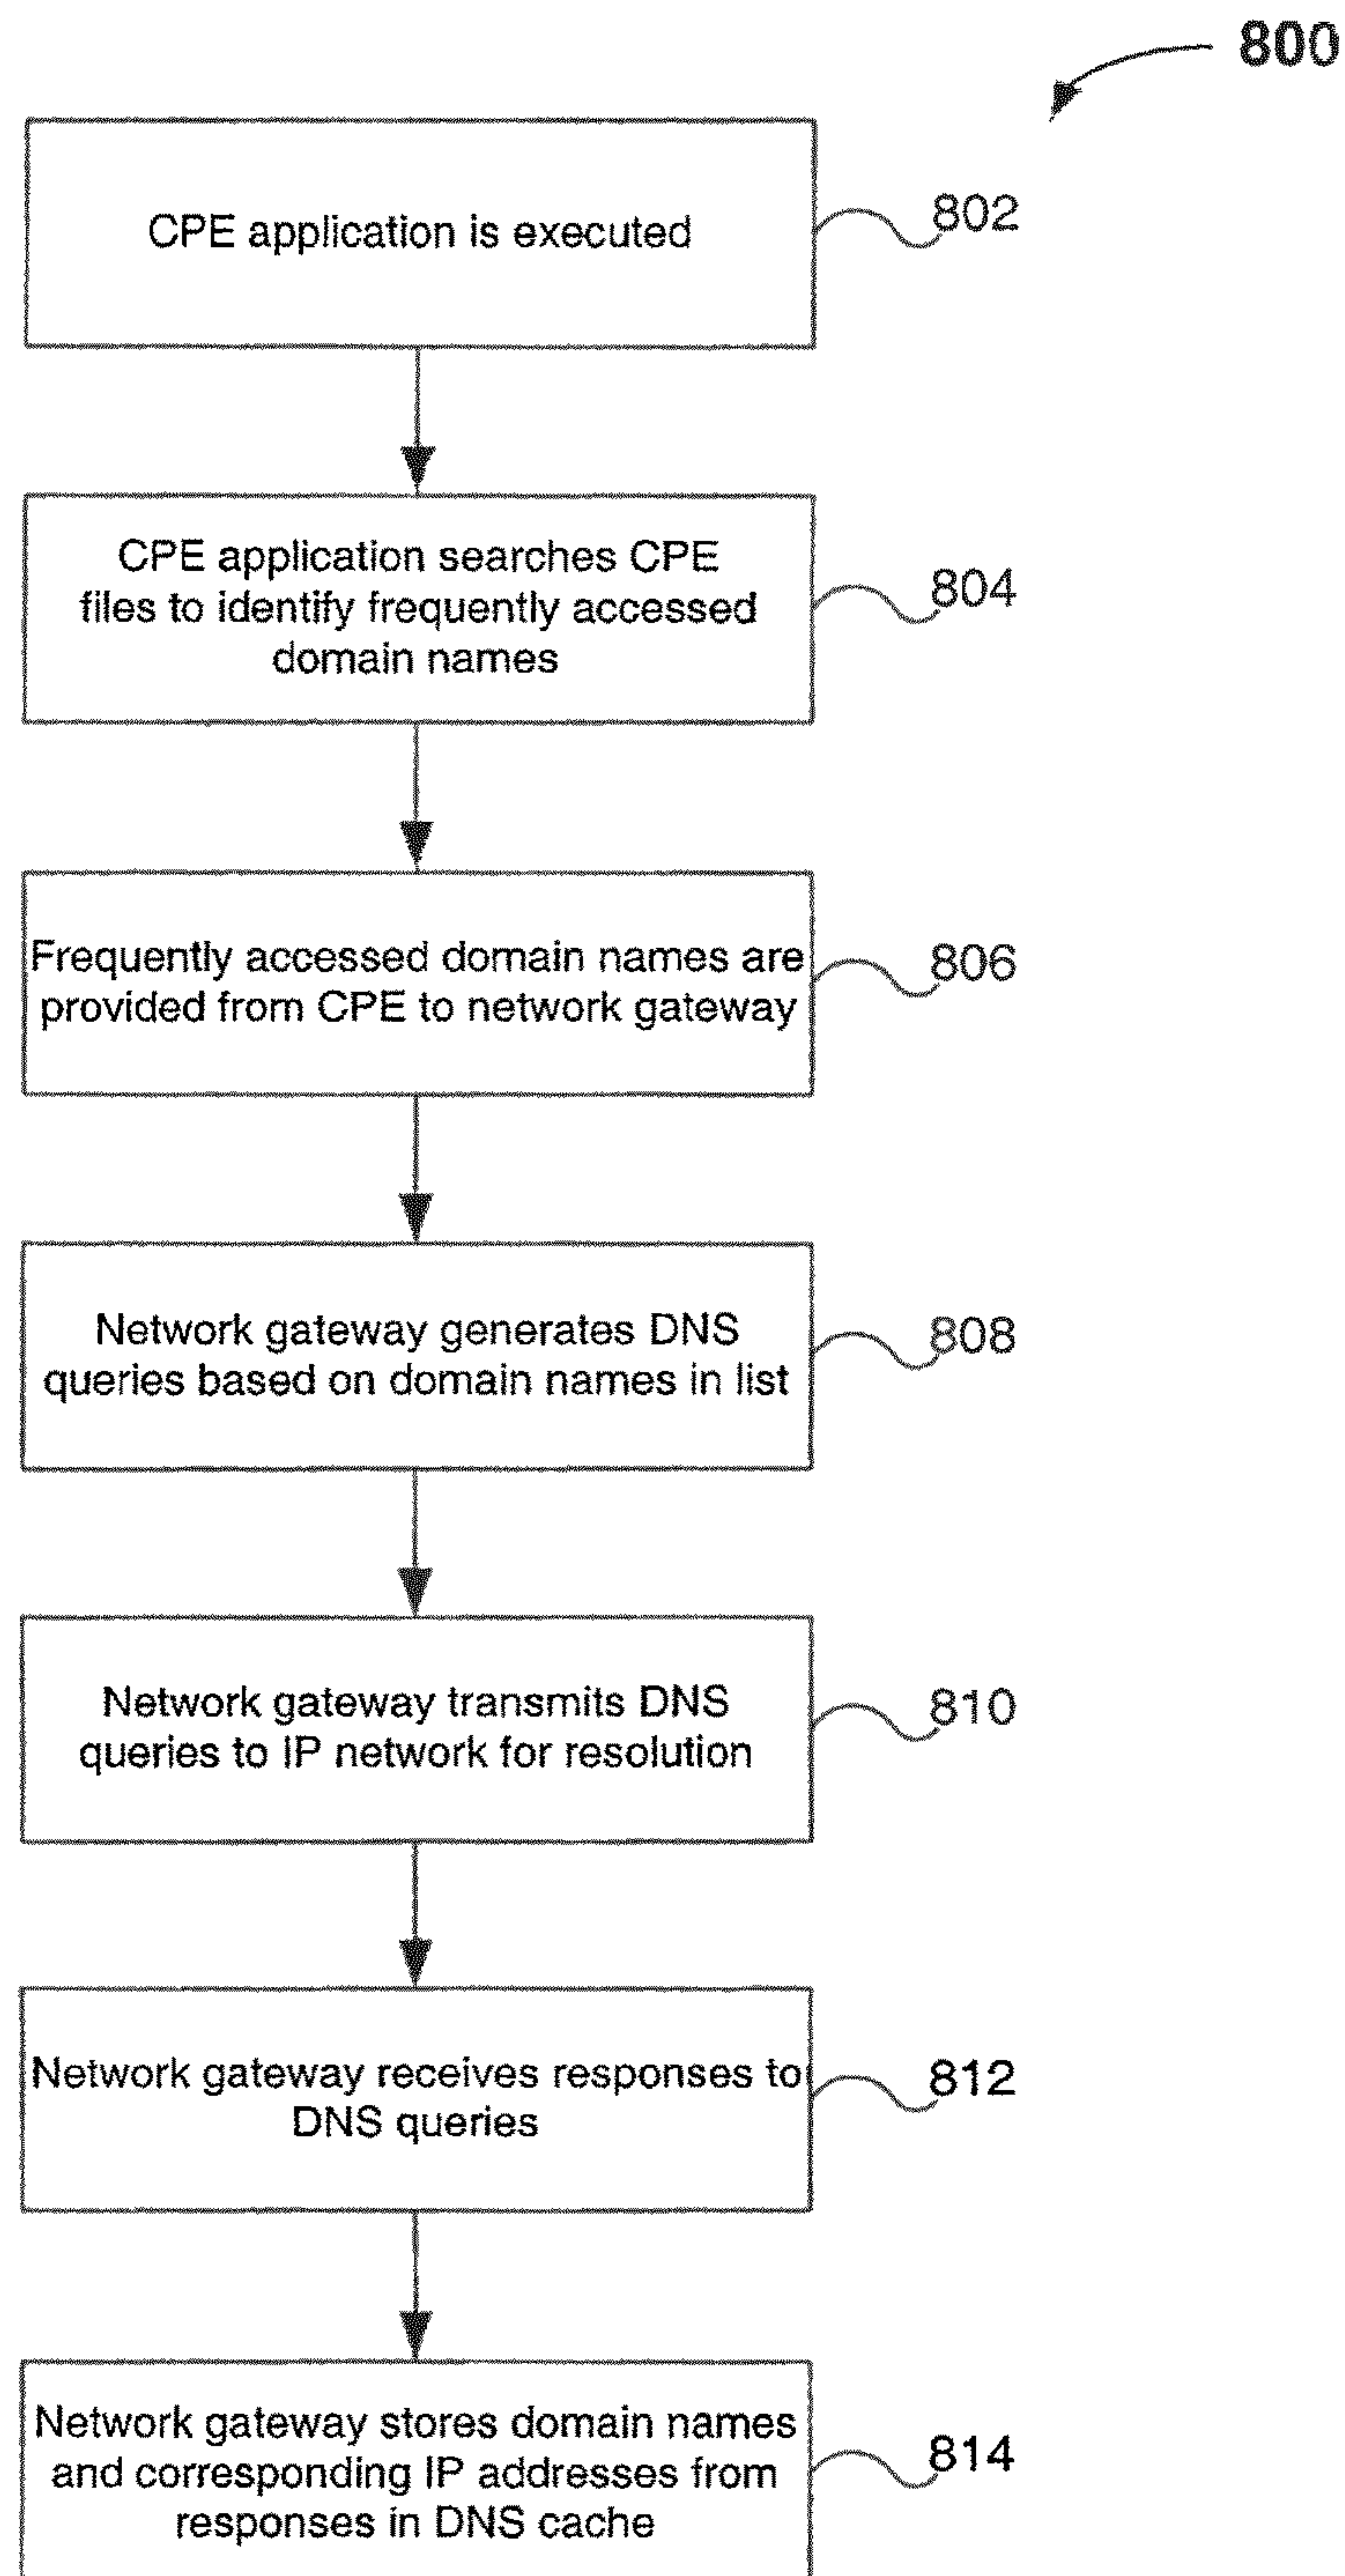 800
CPE application is executed
802
CPE application searches CPE
files to identify frequently accessed
domain names
804
Frequently accessed domain names are
provided from CPE to network gateway
806
Network gateway generates DNS
queries based on domain names in list
808
Network gateway transmits DNS
queries to IP network for resolution
810
Network gateway receives responses to
DNS queries
812
Network gateway stores domain names
and corresponding IP addresses from
responses in DNS cache
814